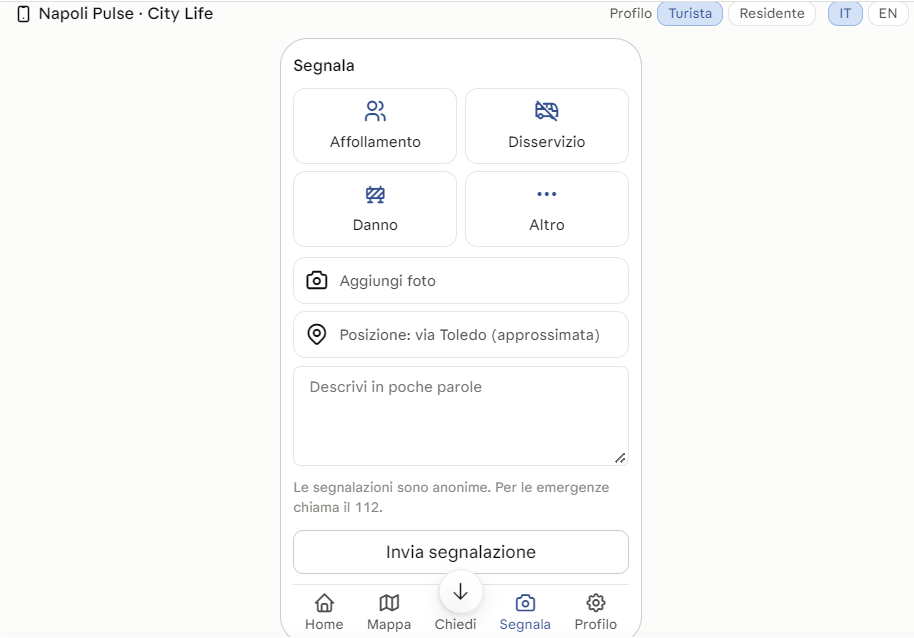 Napoli Pulse · City Life
Profilo Turista Residente IT EN
Segnala
Affollamento
Disservizio
Danno
Altro
Aggiungi foto
Posizione: via Toledo (approssimata)
Descrivi in poche parole
Le segnalazioni sono anonime. Per le emergenze
chiama il 112.
Invia segnalazione
Home Mappa Chiedi Segnala Profilo